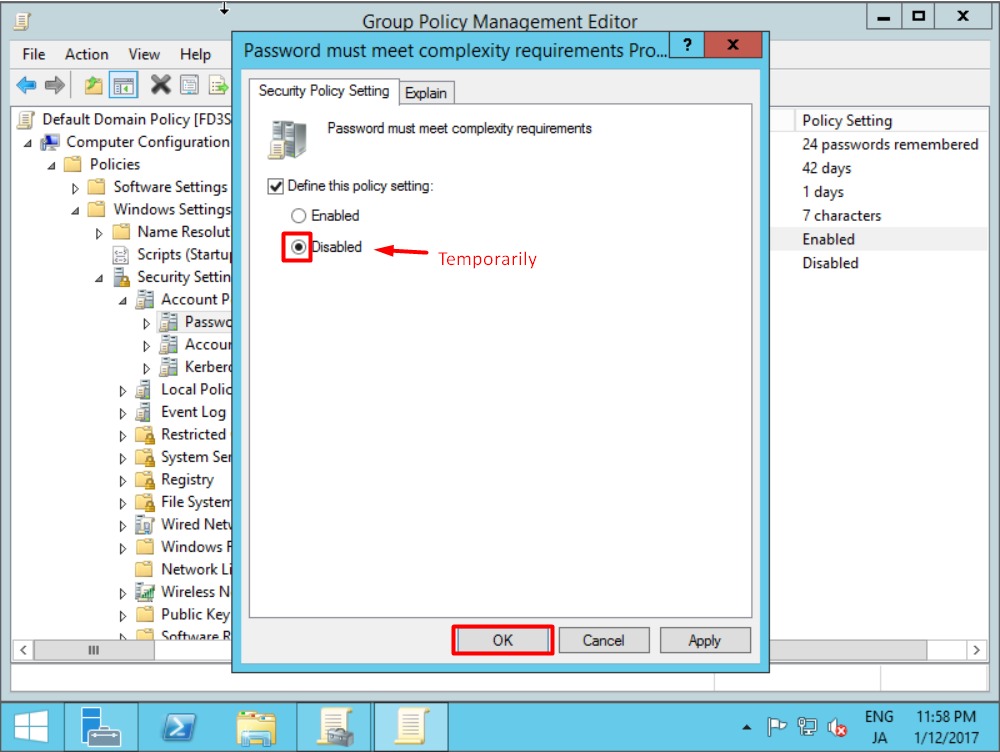 Group Policy Management Editor
File Action View Help
Password must meet complexity requirements Pro...
?
Security Policy Setting
Explain
Password must meet complexity requirements
Define this policy setting:
Enabled
Disabled
Temporarily
OK
Cancel
Apply
Default Domain Policy [FD3S
Computer Configuration
Policies
Software Settings
Windows Settings
Name Resolut
Scripts (Startu
Security Settin
Account P
Passwo
Accour
Kerbero
Local Polic
Event Log
Restricted
System Ser
Registry
File System
Wired Netw
Windows F
Network Li
Wireless N
Public Key
Software R
Policy Setting
24 passwords remembered
42 days
1 days
7 characters
Enabled
Disabled
ENG
JA
11:58 PM
1/12/2017